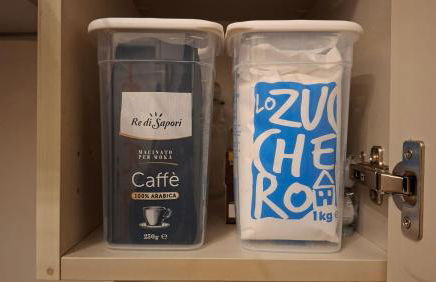 Re di Sapori
MACINATO
PER MOKA
Caffè
100% ARABICA
250g e
LO ZUC
CHE
RO
1kg e